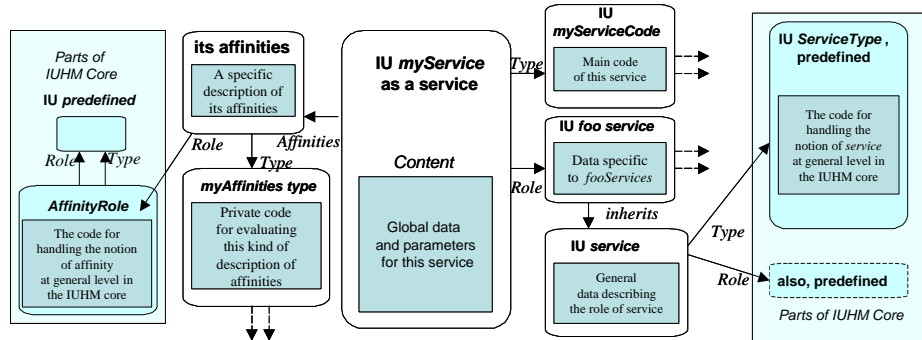 Parts of
IUHM Core
IU predefined
Role
Type
AffinityRole
The code for
handling the notion
of affinity
at general level in
the IUHM core
its affinities
A specific
description of
its affinities
Role
Type
Affinities
myAffinities type
Private code
for evaluating
this kind of
description of
affinities
IU myService
as a service
Content
Global data
and parameters
for this service
Type
Role
IU
myServiceCode
Main code
of this service
IU foo service
Data specific
to fooServices
inherits
IU service
General
data describing
the role of service
Type
Role
IU ServiceType ,
predefined
The code for
handling the
notion of service
at general level in
the IUHM core
also, predefined
Parts of IUHM Core